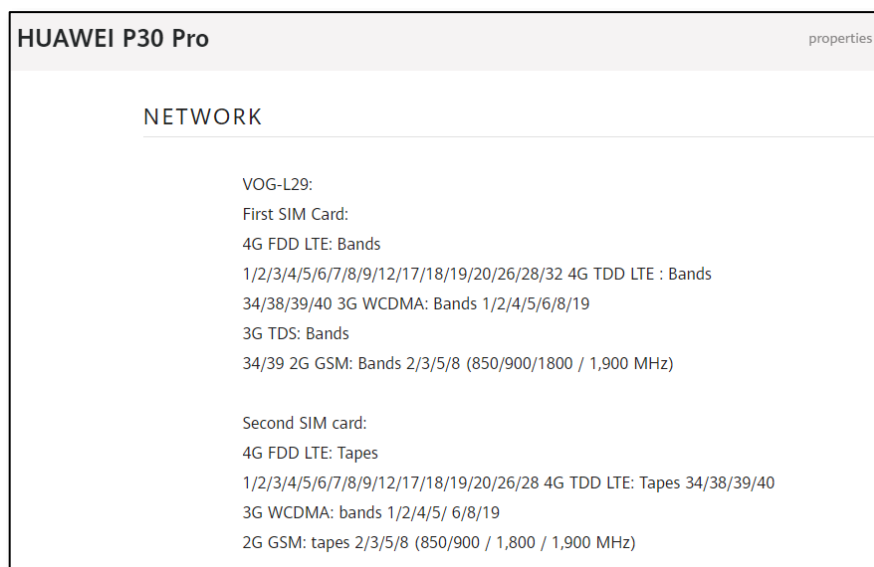 HUAWEI P30 Pro
properties
NETWORK
VOG-L29:
First SIM Card:
4G FDD LTE: Bands
1/2/3/4/5/6/7/8/9/12/17/18/19/20/26/28/32 4G TDD LTE : Bands
34/38/39/40 3G WCDMA: Bands 1/2/4/5/6/8/19
3G TDS: Bands
34/39 2G GSM: Bands 2/3/5/8 (850/900/1800 / 1,900 MHz)
Second SIM card:
4G FDD LTE: Tapes
1/2/3/4/5/6/7/8/9/12/17/18/19/20/26/28 4G TDD LTE: Tapes 34/38/39/40
3G WCDMA: bands 1/2/4/5/ 6/8/19
2G GSM: tapes 2/3/5/8 (850/900 / 1,800 / 1,900 MHz)